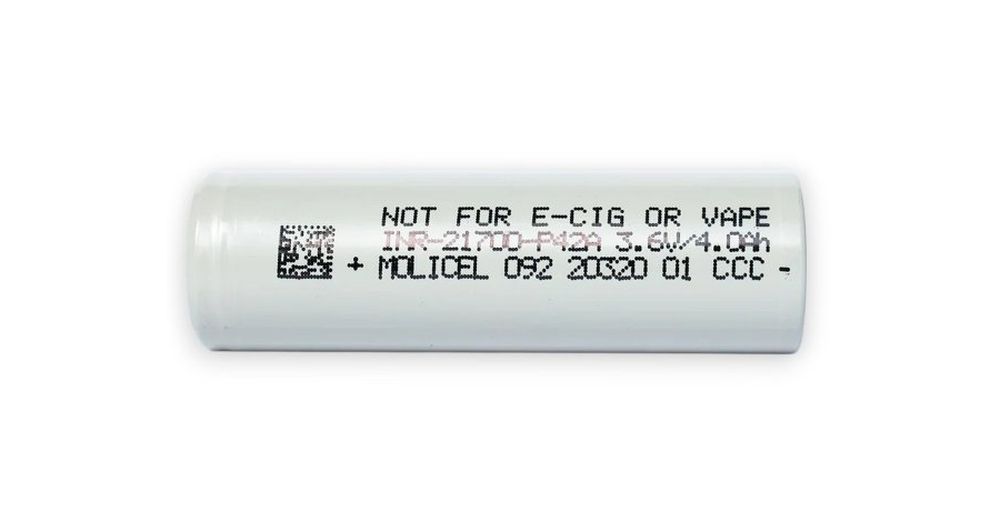 NOT FOR E-CIG OR VAPE
INR-21700-P42A 3.6V/4.0Ah
+ MOLICEL 092 20320 01 CCC -